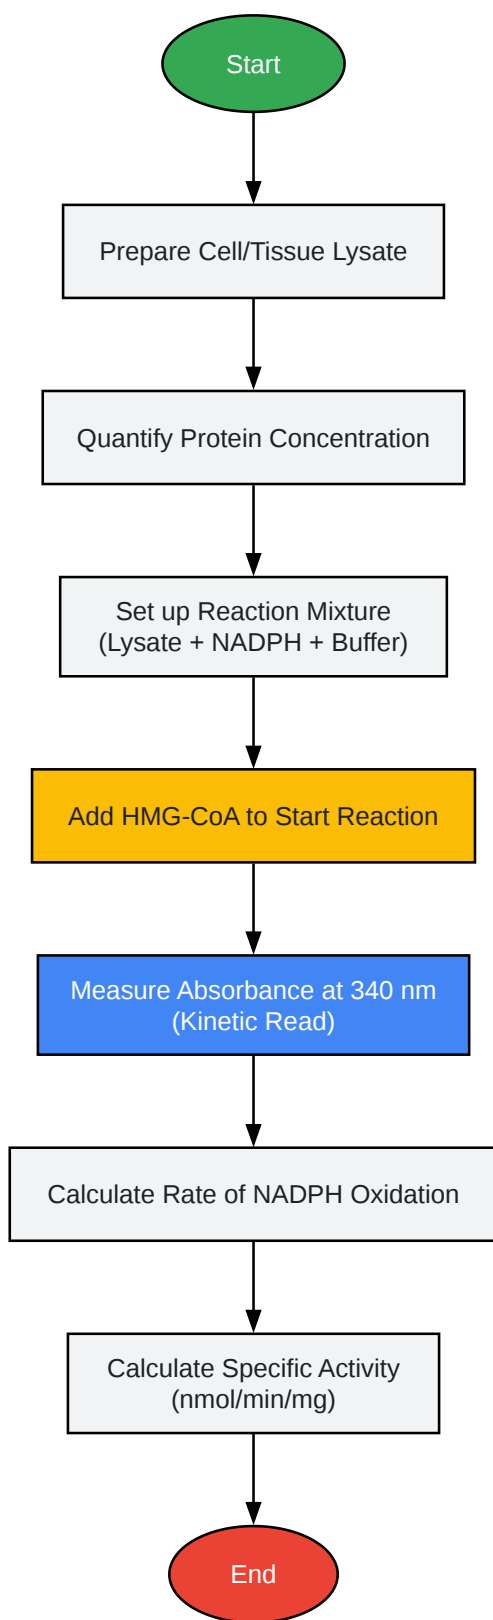 Start
Prepare Cell/Tissue Lysate
Quantify Protein Concentration
Set up Reaction Mixture
(Lysate + NADPH + Buffer)
Add HMG-CoA to Start Reaction
Measure Absorbance at 340 nm
(Kinetic Read)
Calculate Rate of NADPH Oxidation
Calculate Specific Activity
(nmol/min/mg)
End